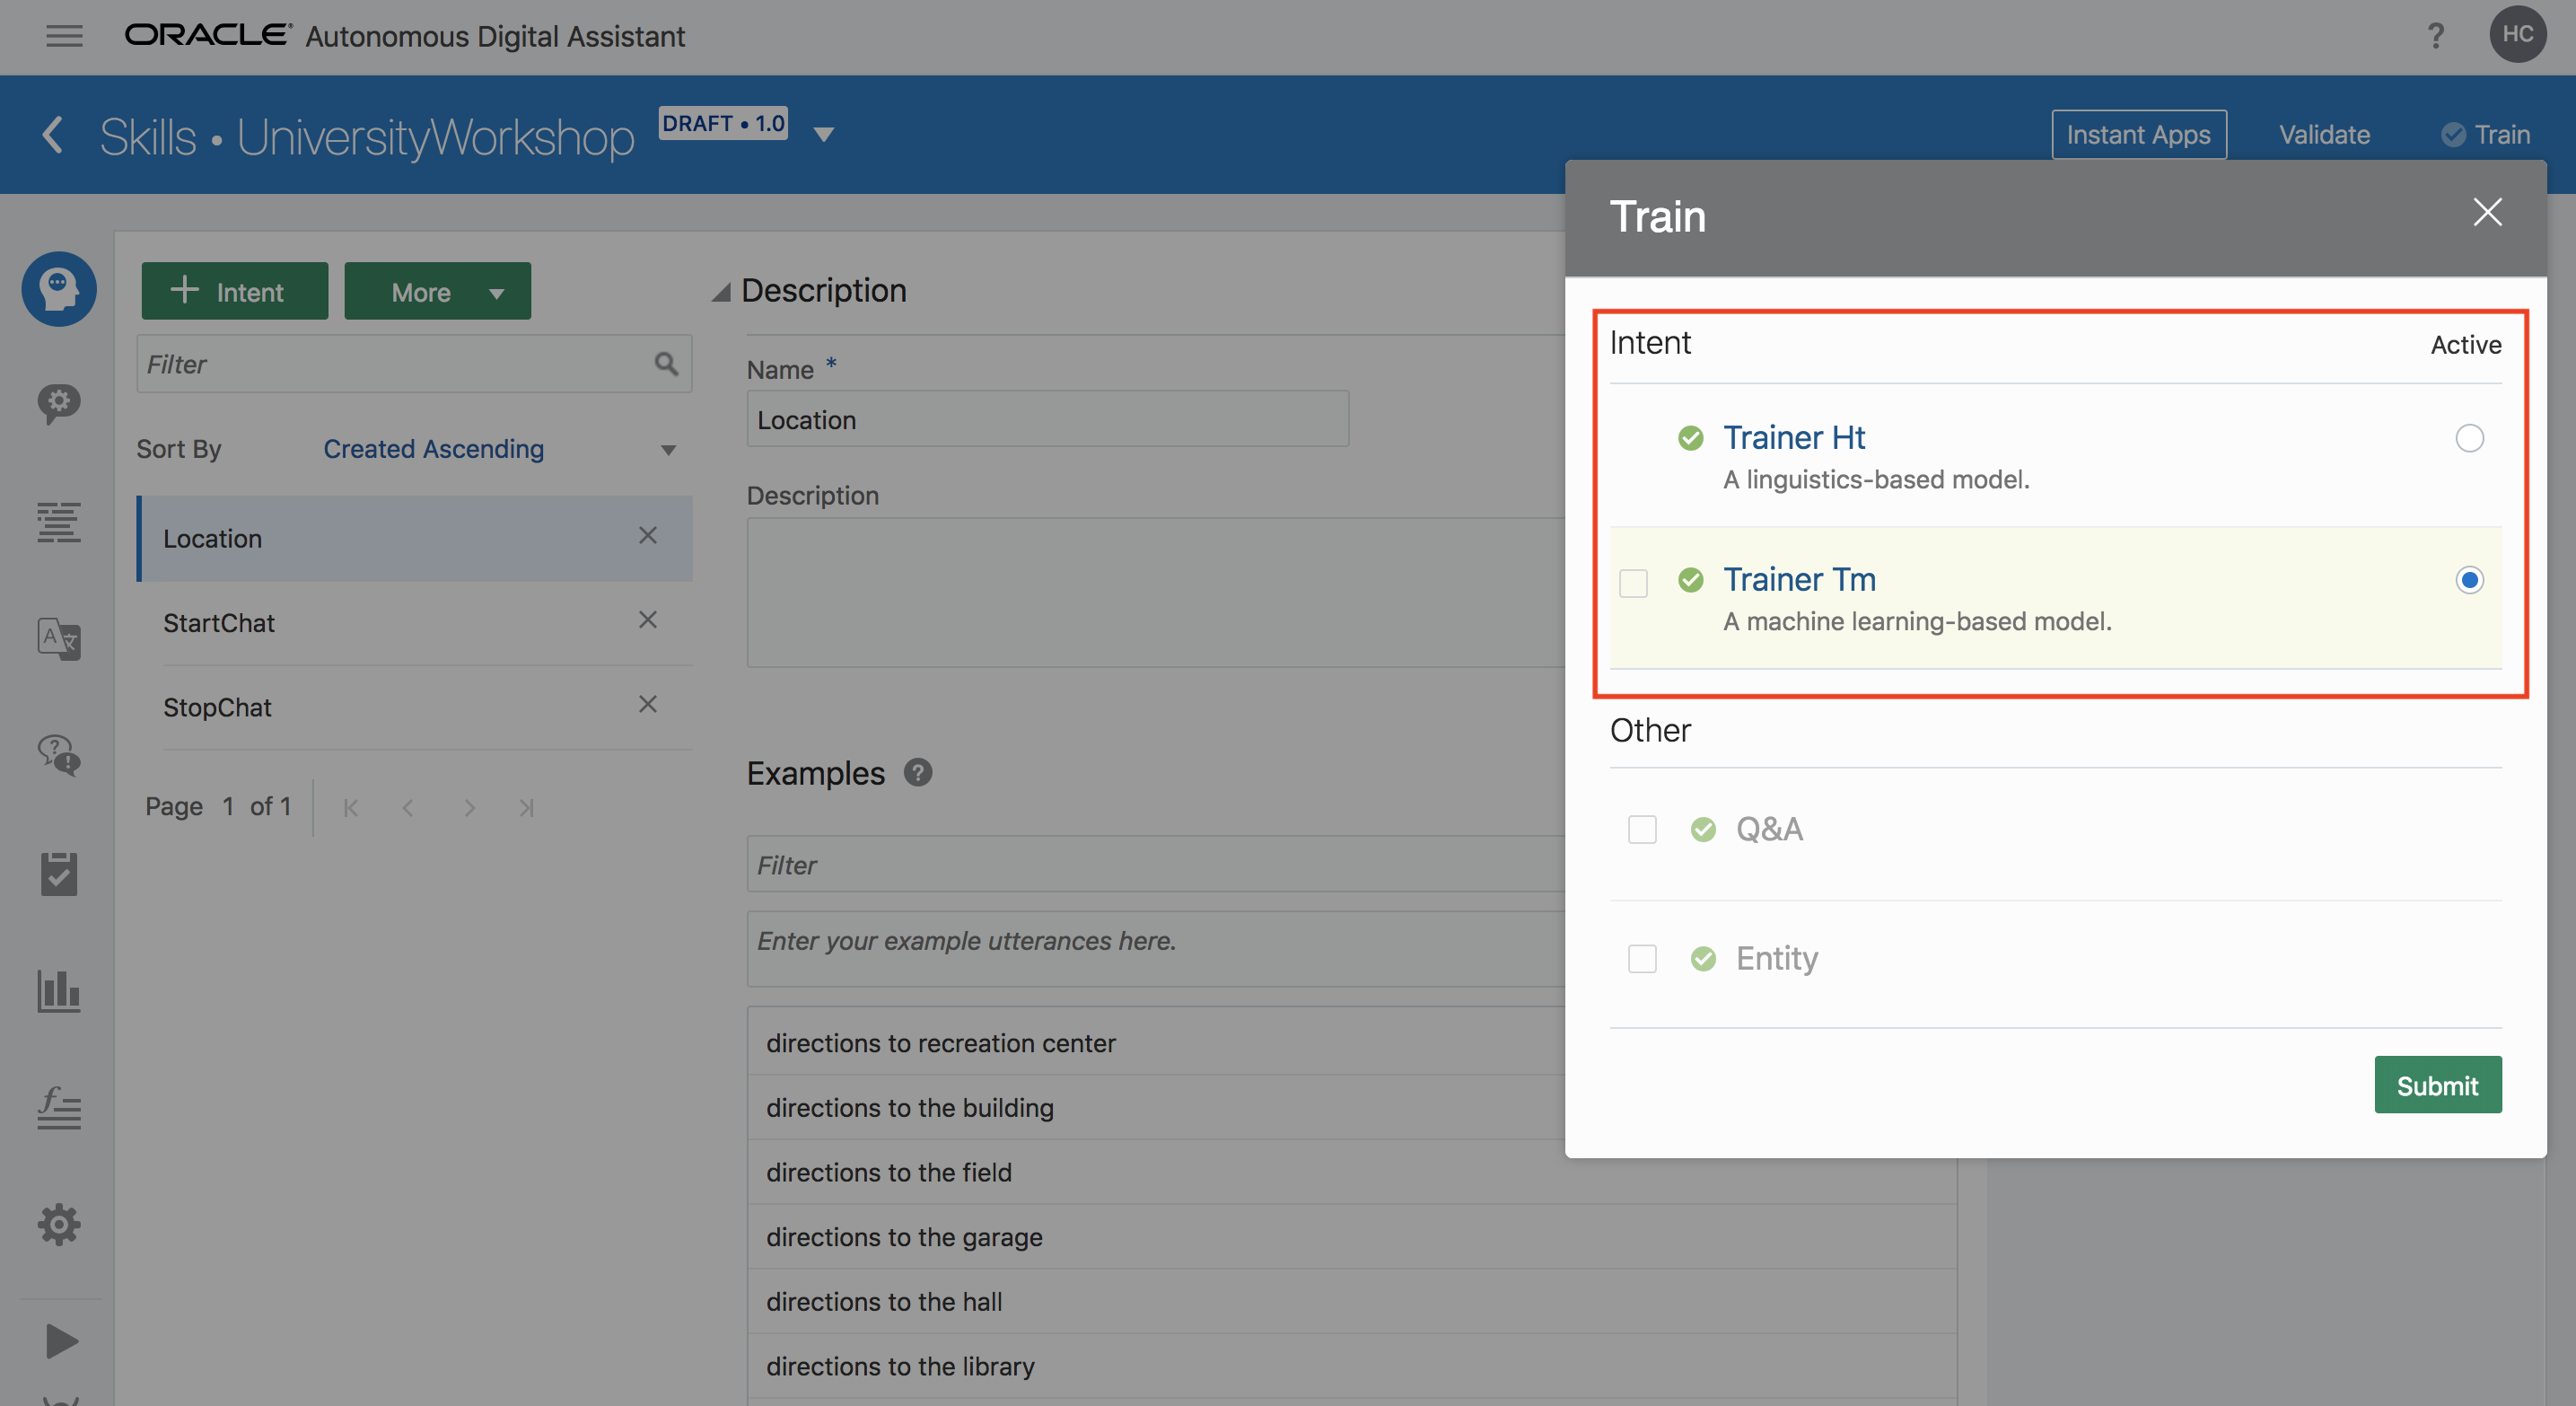 ORACLE® Autonomous Digital Assistant
? HC
Skills • UniversityWorkshop DRAFT • 1.0
Instant Apps Validate Train
+ Intent More
Filter
Sort By Created Ascending
Location
StartChat
StopChat
Page 1 of 1
Description
Name *
Location
Description
Examples ?
Filter
Enter your example utterances here.
directions to recreation center
directions to the building
directions to the field
directions to the garage
directions to the hall
directions to the library
Train
Intent Active
Trainer Ht
A linguistics-based model.
Trainer Tm
A machine learning-based model.
Other
Q&A
Entity
Submit